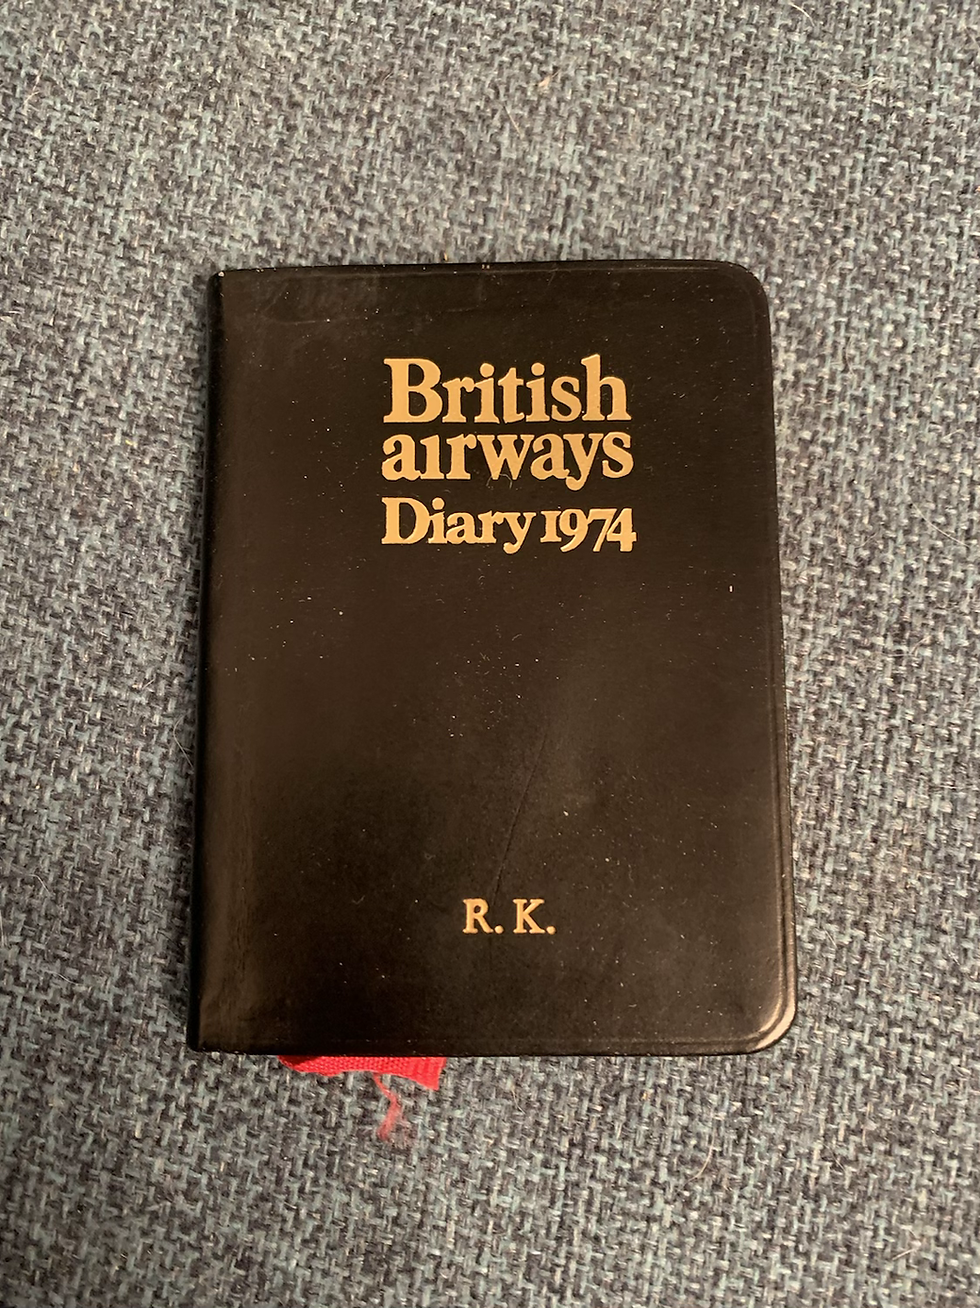 British
airways
Diary 1974
R. K.